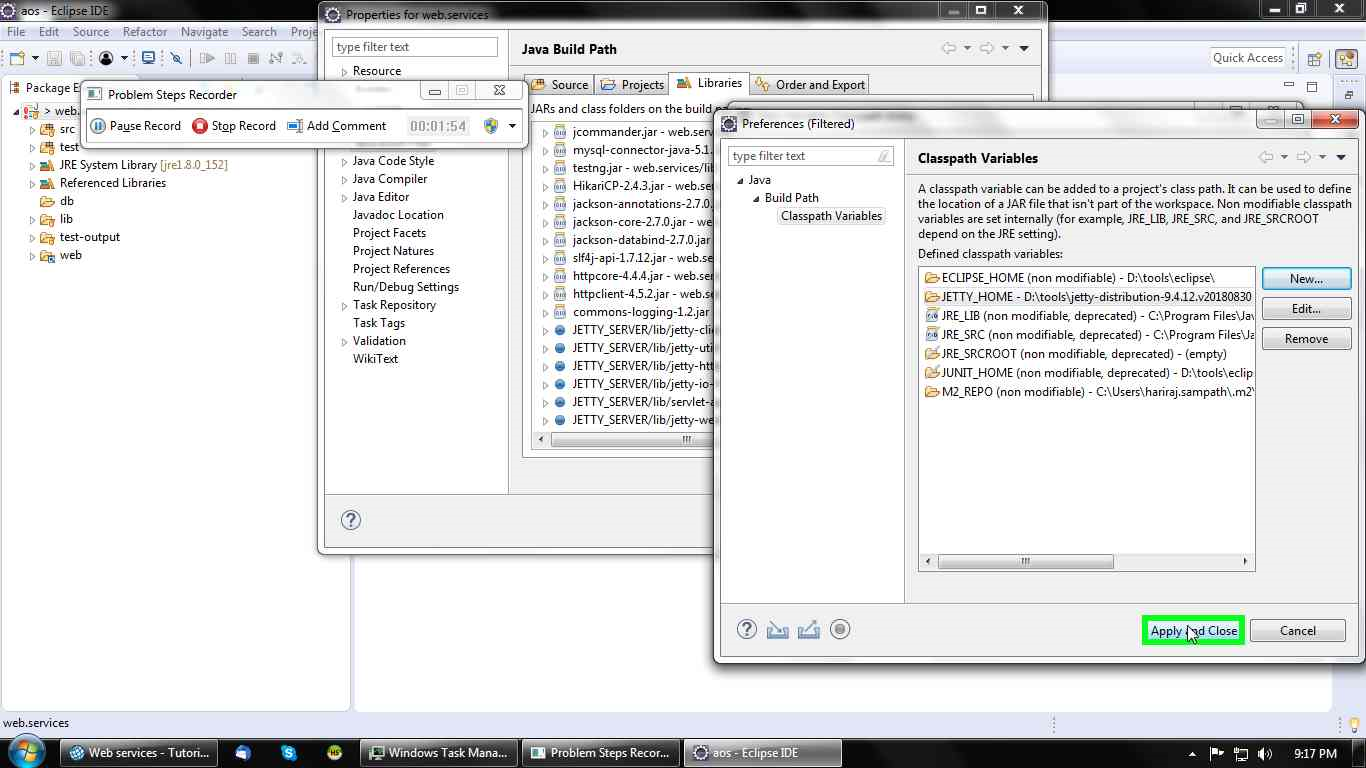 aos - Eclipse IDE
File Edit Source Refactor Navigate Search Proje
Quick Access
Package E
> web.
src
test
JRE System Library [jre1.8.0_152]
Referenced Libraries
db
lib
test-output
web
Problem Steps Recorder
Pause Record Stop Record Add Comment 00:01:54
Properties for web.services
type filter text
Resource
Java Code Style
Java Compiler
Java Editor
Javadoc Location
Project Facets
Project Natures
Project References
Run/Debug Settings
Task Repository
Task Tags
Validation
WikiText
Java Build Path
Source Projects Libraries Order and Export
JARs and class folders on the build
jcommander.jar - web.serv
mysql-connector-java-5.1.
testng.jar - web.services/lib
HikariCP-2.4.3.jar - web.ser
jackson-annotations-2.7.0.
jackson-core-2.7.0.jar
jackson-databind-2.7.0.jar
slf4j-api-1.7.12.jar - web.se
httpcore-4.4.4.jar - web.ser
httpclient-4.5.2.jar - web.se
commons-logging-1.2.jar
JETTY_SERVER/lib/jetty-clie
JETTY_SERVER/lib/jetty-uti
JETTY_SERVER/lib/jetty-htt
JETTY_SERVER/lib/jetty-io-
JETTY_SERVER/lib/servlet-a
JETTY_SERVER/lib/jetty-we
Preferences (Filtered)
type filter text
Java
Build Path
Classpath Variables
Classpath Variables
A classpath variable can be added to a project's class path. It can be used to define
the location of a JAR file that isn't part of the workspace. Non modifiable classpath
variables are set internally (for example, JRE_LIB, JRE_SRC, and JRE_SRCROOT
depend on the JRE setting).
Defined classpath variables:
ECLIPSE_HOME (non modifiable) - D:\tools\eclipse\
JETTY_HOME - D:\tools\jetty-distribution-9.4.12.v20180830
JRE_LIB (non modifiable, deprecated) - C:\Program Files\Jav
JRE_SRC (non modifiable, deprecated) - C:\Program Files\Ja
JRE_SRCROOT (non modifiable, deprecated) - (empty)
JUNIT_HOME (non modifiable, deprecated) - D:\tools\eclip
M2_REPO (non modifiable) - C:\Users\hariraj.sampath\.m2\
New...
Edit...
Remove
Apply and Close Cancel
web.services
Web services - Tutori... Windows Task Mana... Problem Steps Recor... aos - Eclipse IDE 9:17 PM